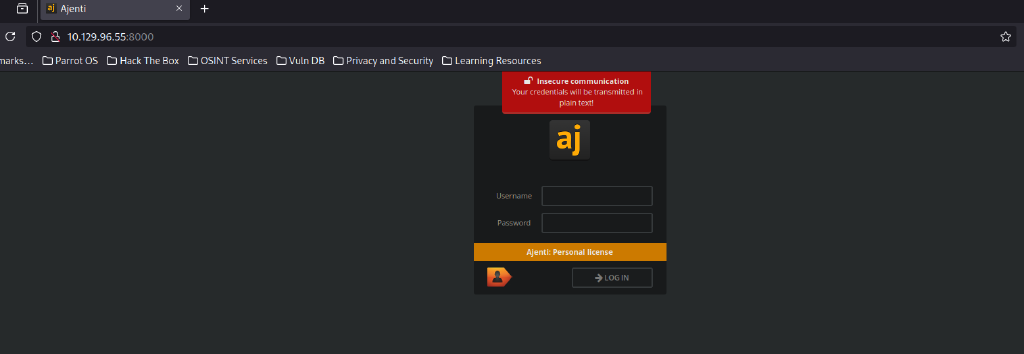 aj Ajenti
10.129.96.55:8000
marks... Parrot OS Hack The Box OSINT Services Vuln DB Privacy and Security Learning Resources
Insecure communication
Your credentials will be transmitted in
plain text!
aj
Username
Password
Ajenti: Personal license
LOG IN